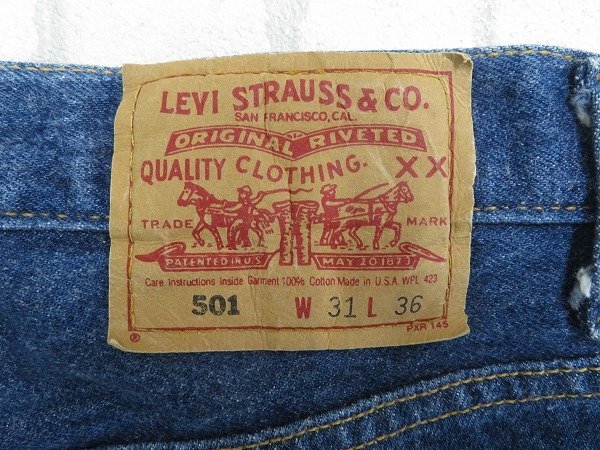 LEVI STRAUSS & CO.
SAN FRANCISCO, CAL.
ORIGINAL RIVETED
QUALITY CLOTHING. XX
TRADE MARK
PATENTED IN U.S. MAY 20 1873
Care Instructions Inside Garment 100% Cotton Made in U.S.A. WPL 423
501 W 31 L 36
® PXR 145